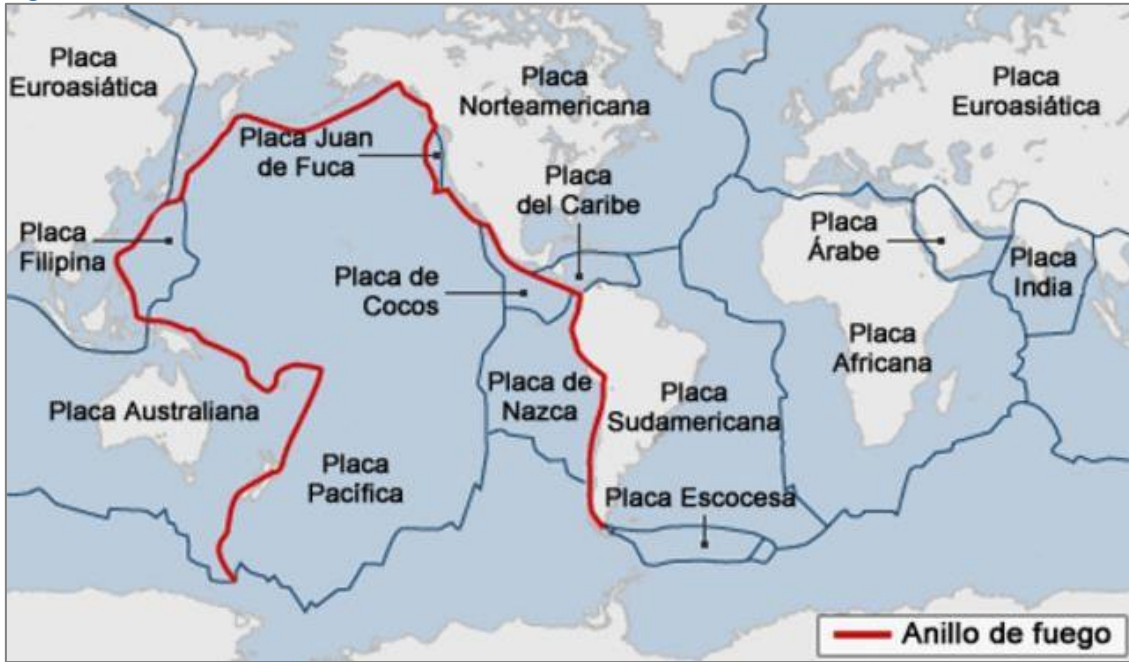 Placa
Euroasiática
Placa
Norteamericana
Placa
Euroasiática
Placa Juan
de Fuca
Placa
del Caribe
Placa
Filipina
Placa
Árabe
Placa
India
Placa de
Cocos
Placa
Africana
Placa Australiana
Placa de
Nazca
Placa
Sudamericana
Placa
Pacífica
Placa Escocesa
Anillo de fuego